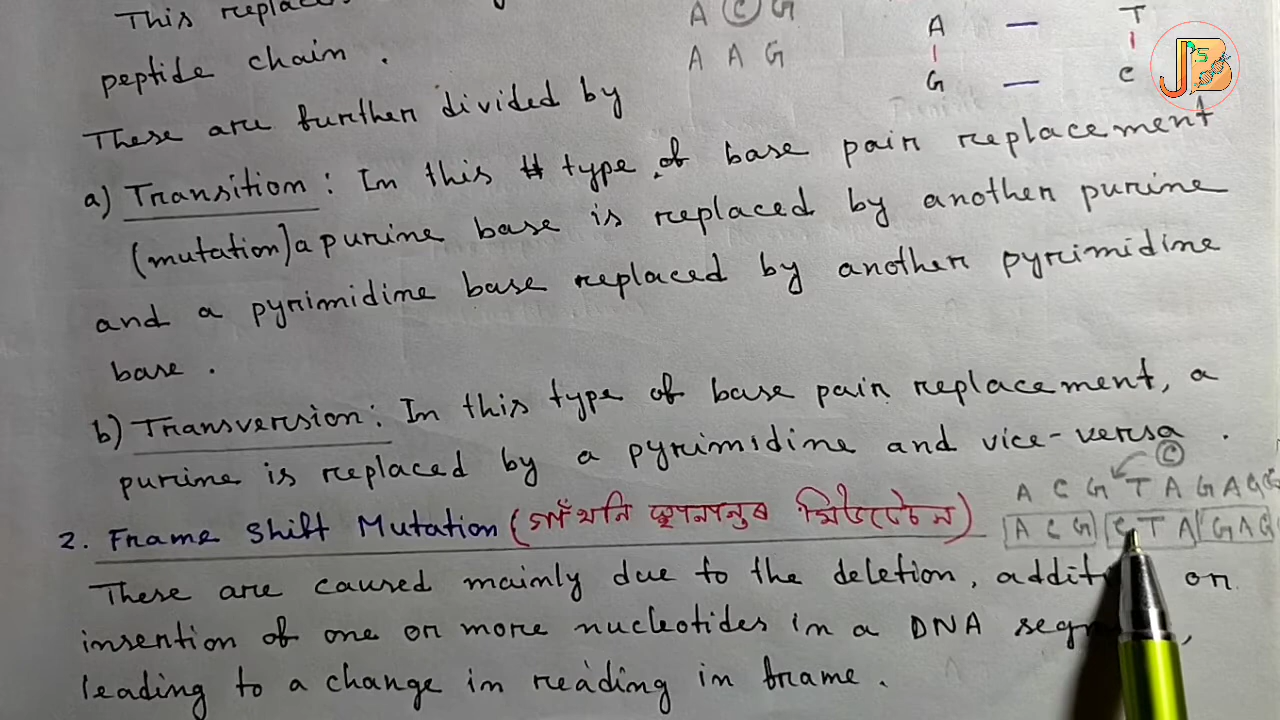 This replac
A C G
A — T
peptide chain.
A A G
G — C
These are further divided by
a) Transition: In this type of base pair replacement
(mutation) a purine base is replaced by another purine
and a pyrimidine base replaced by another pyrimidine
base.
b) Transversion: In this type of base pair replacement, a
purine is replaced by a pyrimidine and vice-versa.
C
A C G T A G A G
2. Frame Shift Mutation (
A C G C T A G A G
These are caused mainly due to the deletion, addit or
insertion of one or more nucleotides in a DNA seg ,
leading to a change in reading in frame.